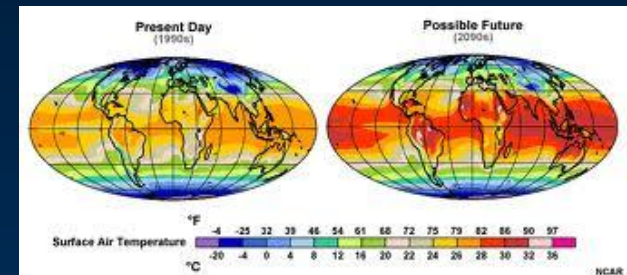 Present Day
(1990s)
Possible Future
(2090s)
°F
-4 -5 32 39 46 54 61 68 72 75 79 82 86 90 97
Surface Air Temperature
-20 -4 0 4 8 12 16 20 22 24 26 28 30 32 36
°C
NCAR